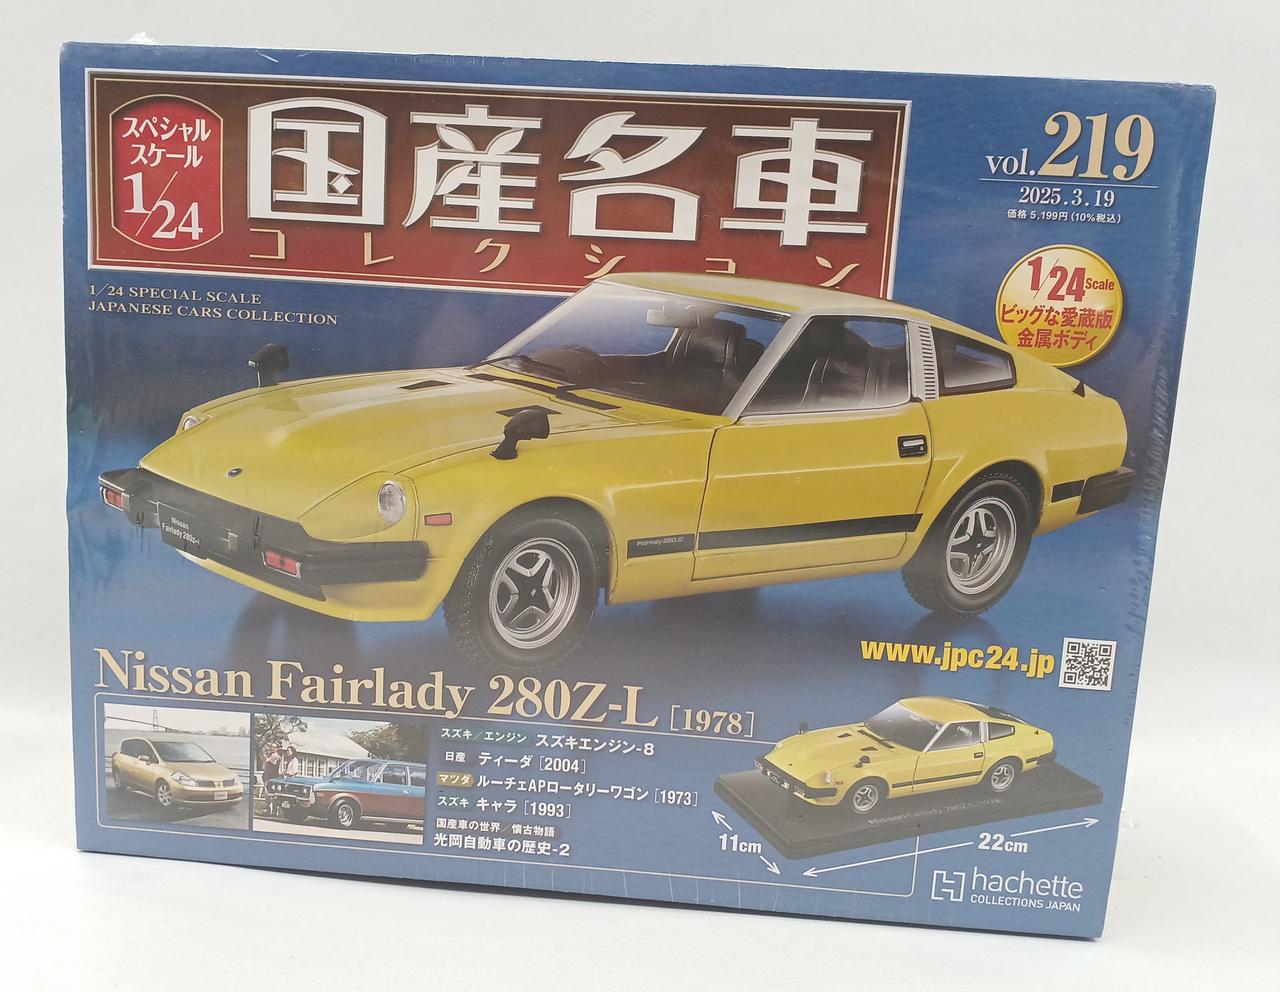 スペシャル
スケール
1/24
国産名車
コレクション
1/24 SPECIAL SCALE
JAPANESE CARS COLLECTION
vol.219
2025.3.19
価格 5,199円(10%税込)
1/24 Scale
ビッグな愛蔵版
金属ボディ
Nissan
Fairlady 280z-l
Fairlady 280Z
www.jpc24.jp
Nissan Fairlady 280Z-L [1978]
スズキ/エンジン スズキエンジン-8
日産 ティーダ [2004]
マツダ ルーチェAPロータリーワゴン [1973]
スズキ キャラ [1993]
国産車の世界/懐古物語
光岡自動車の歴史-2
Nissan Fairlady 280Z-L (1978)
11cm
22cm
hachette
COLLECTIONS JAPAN